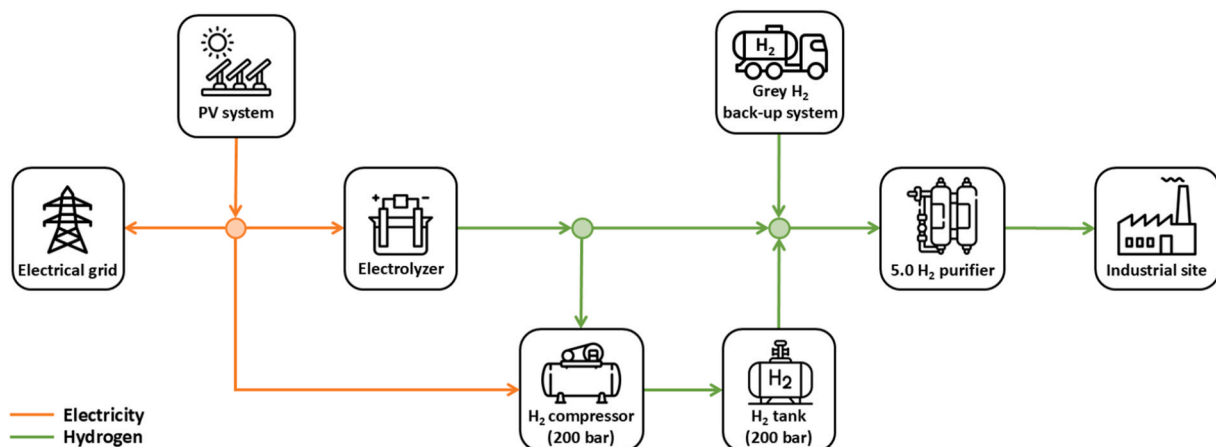 PV system
H₂
Grey H₂
back-up system
Electrical grid
+ −
Electrolyzer
5.0 H₂ purifier
Industrial site
H₂ compressor
(200 bar)
H₂
H₂ tank
(200 bar)
Electricity
Hydrogen